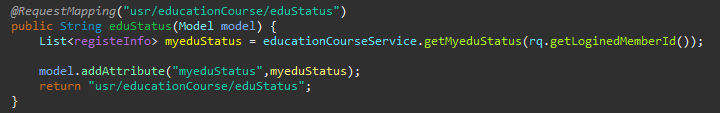 @RequestMapping("usr/educationCourse/eduStatus")
public String eduStatus(Model model) {
List<registeInfo> myeduStatus = educationCourseService.getMyeduStatus(rq.getLoginedMemberId());
model.addAttribute("myeduStatus",myeduStatus);
return "usr/educationCourse/eduStatus";
}